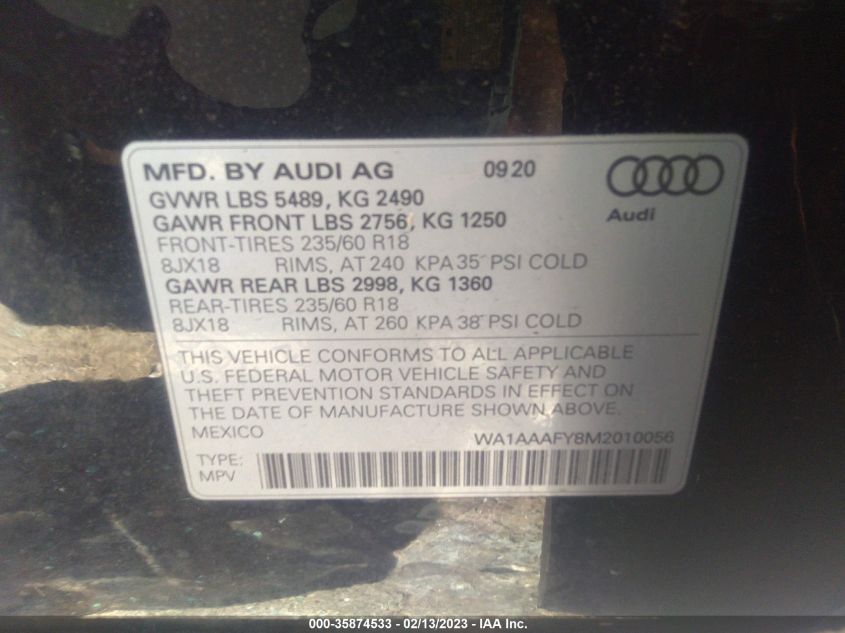 MFD. BY AUDI AG 0920
GVWR LBS 5489, KG 2490
GAWR FRONT LBS 2756, KG 1250
FRONT-TIRES 235/60 R18
8JX18 RIMS, AT 240 KPA 35 PSI COLD
GAWR REAR LBS 2998, KG 1360
REAR-TIRES 235/60 R18
8JX18 RIMS, AT 260 KPA 38 PSI COLD
Audi
THIS VEHICLE CONFORMS TO ALL APPLICABLE
U.S. FEDERAL MOTOR VEHICLE SAFETY AND
THEFT PREVENTION STANDARDS IN EFFECT ON
THE DATE OF MANUFACTURE SHOWN ABOVE.
MEXICO
WA1AAAFY8M2010056
TYPE:
MPV
000-35874533 - 02/13/2023 - IAA Inc.